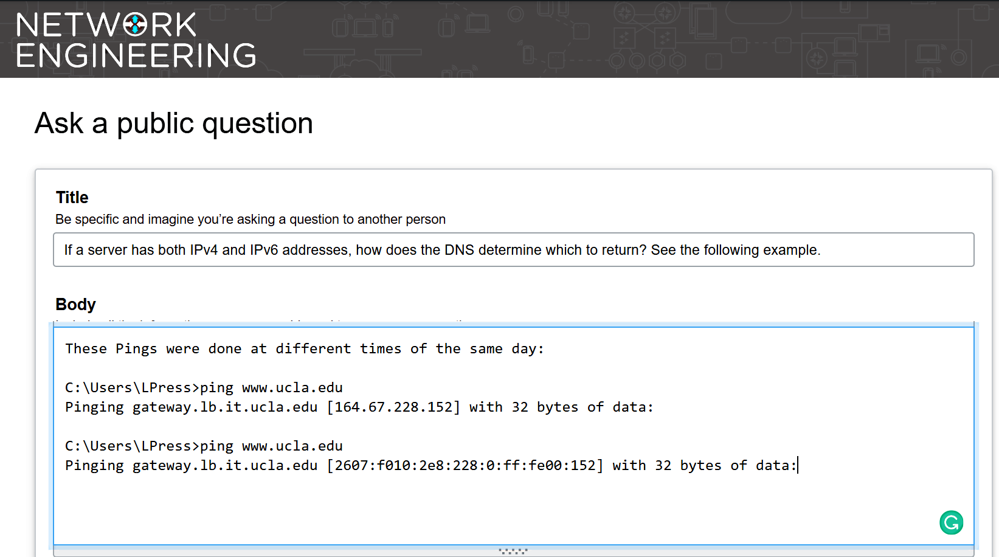 NETWORK
ENGINEERING
Ask a public question
Title
Be specific and imagine you’re asking a question to another person
If a server has both IPv4 and IPv6 addresses, how does the DNS determine which to return? See the following example.
Body
These Pings were done at different times of the same day:
C:\Users\LPress>ping www.ucla.edu
Pinging gateway.lb.it.ucla.edu [164.67.228.152] with 32 bytes of data:
C:\Users\LPress>ping www.ucla.edu
Pinging gateway.lb.it.ucla.edu [2607:f010:2e8:228:0:ff:fe00:152] with 32 bytes of data: